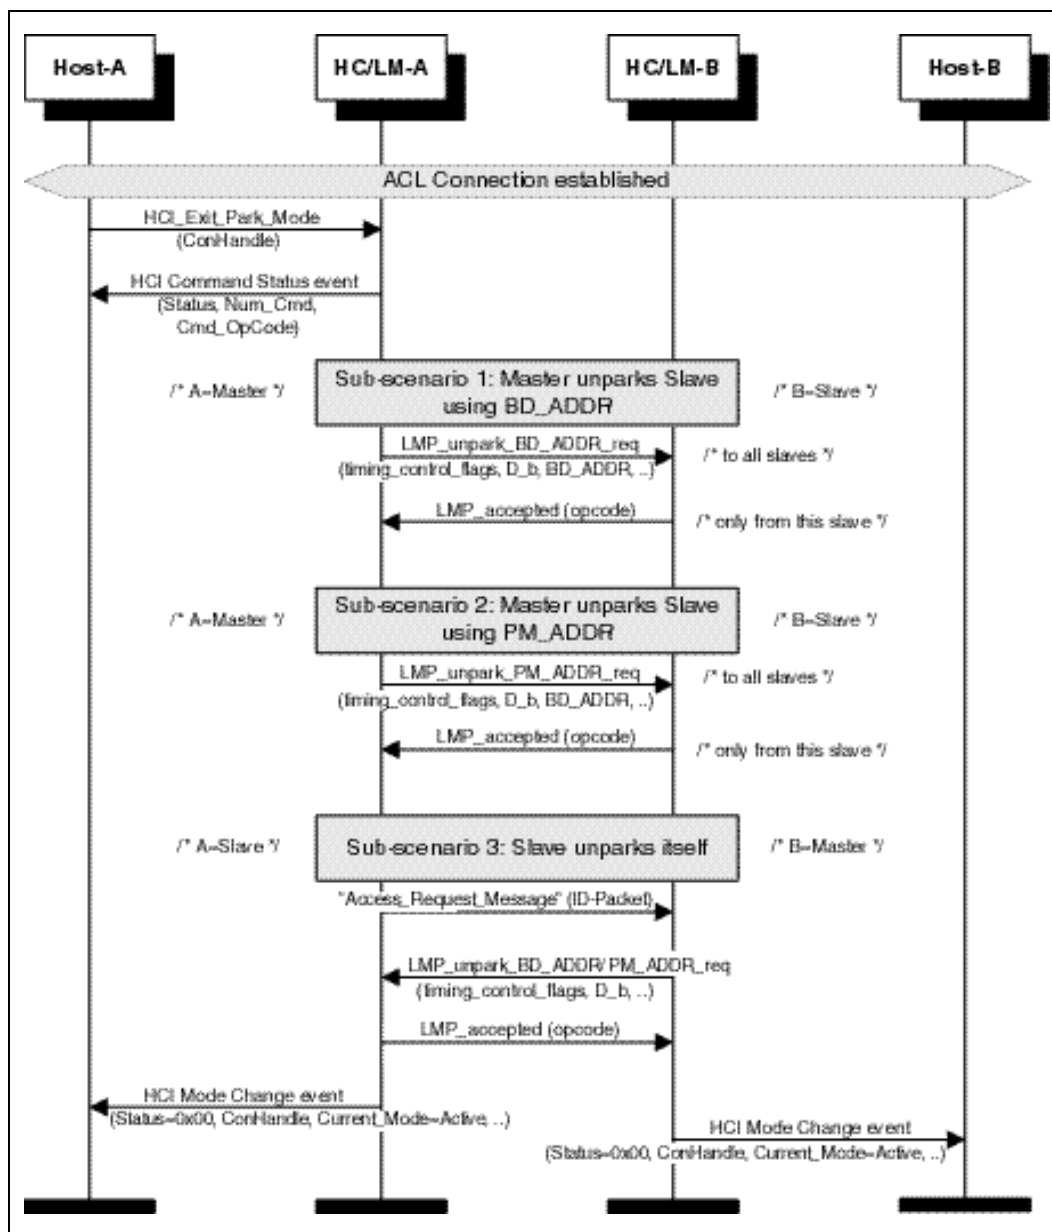 Host-A HC/LM-A HC/LM-B Host-B
ACL Connection established
HCI_Exit_Park_Mode
(ConHandle)
HCI Command Status event
(Status, Num_Cmd,
Cmd_OpCode)
/* A=Master */ Sub-scenario 1: Master unparks Slave /* B=Slave */
using BD_ADDR
LMP_unpark_BD_ADDR_req
/* to all slaves */
(timing_control_flags, D_b, BD_ADDR, ..)
LMP_accepted (opcode)
/* only from this slave */
/* A=Master */ Sub-scenario 2: Master unparks Slave /* B=Slave */
using PM_ADDR
LMP_unpark_PM_ADDR_req
/* to all slaves */
(timing_control_flags, D_b, BD_ADDR, ..)
LMP_accepted (opcode)
/* only from this slave */
/* A=Slave */ Sub-scenario 3: Slave unparks itself /* B=Master */
"Access_Request_Message" (ID-Packet)
LMP_unpark_BD_ADDR/PM_ADDR_req
(timing_control_flags, D_b, ..)
LMP_accepted (opcode)
HCI Mode Change event
(Status=0x00, ConHandle, Current_Mode=Active, ..)
HCI Mode Change event
(Status=0x00, ConHandle, Current_Mode=Active, ..)